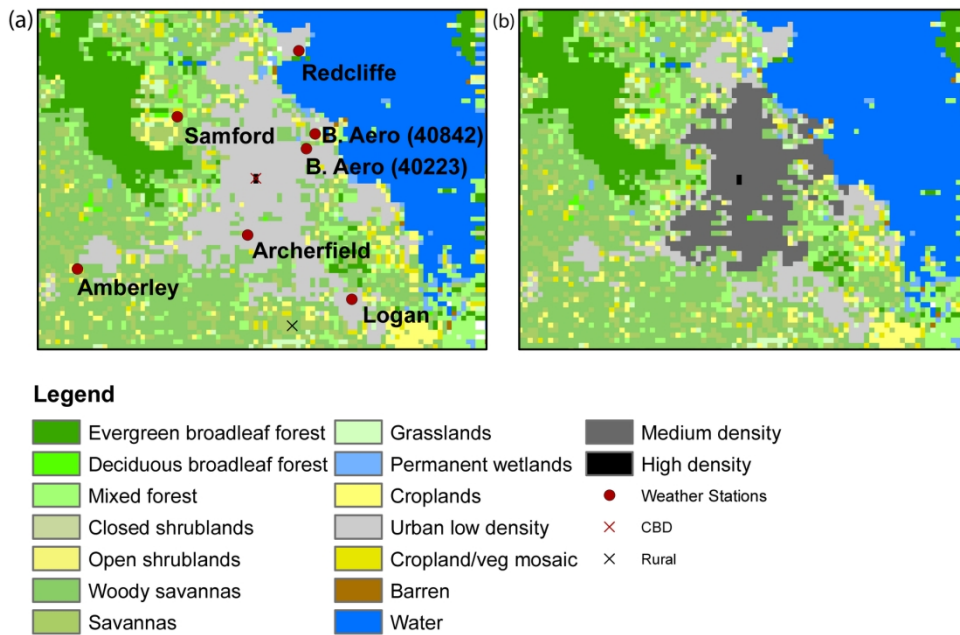 (a)
(b)
Redcliffe
Samford
B. Aero (40842)
B. Aero (40223)
Archerfield
Amberley
Logan
Legend
Evergreen broadleaf forest
Deciduous broadleaf forest
Mixed forest
Closed shrublands
Open shrublands
Woody savannas
Savannas
Grasslands
Permanent wetlands
Croplands
Urban low density
Cropland/veg mosaic
Barren
Water
Medium density
High density
Weather Stations
CBD
Rural